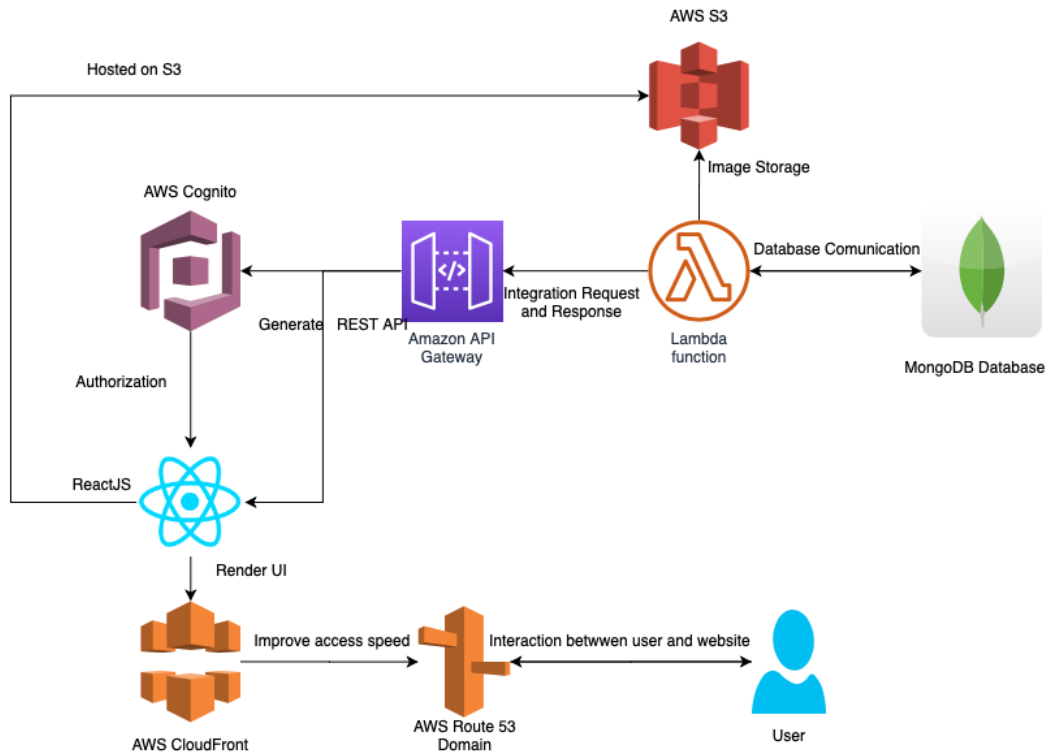 AWS S3
Hosted on S3
Image Storage
AWS Cognito
Database Comunication
Integration Request
and Response
Generate
REST API
Amazon API
Gateway
Lambda
function
MongoDB Database
Authorization
ReactJS
Render UI
Improve access speed
Interaction betwwen user and website
AWS CloudFront
AWS Route 53
Domain
User